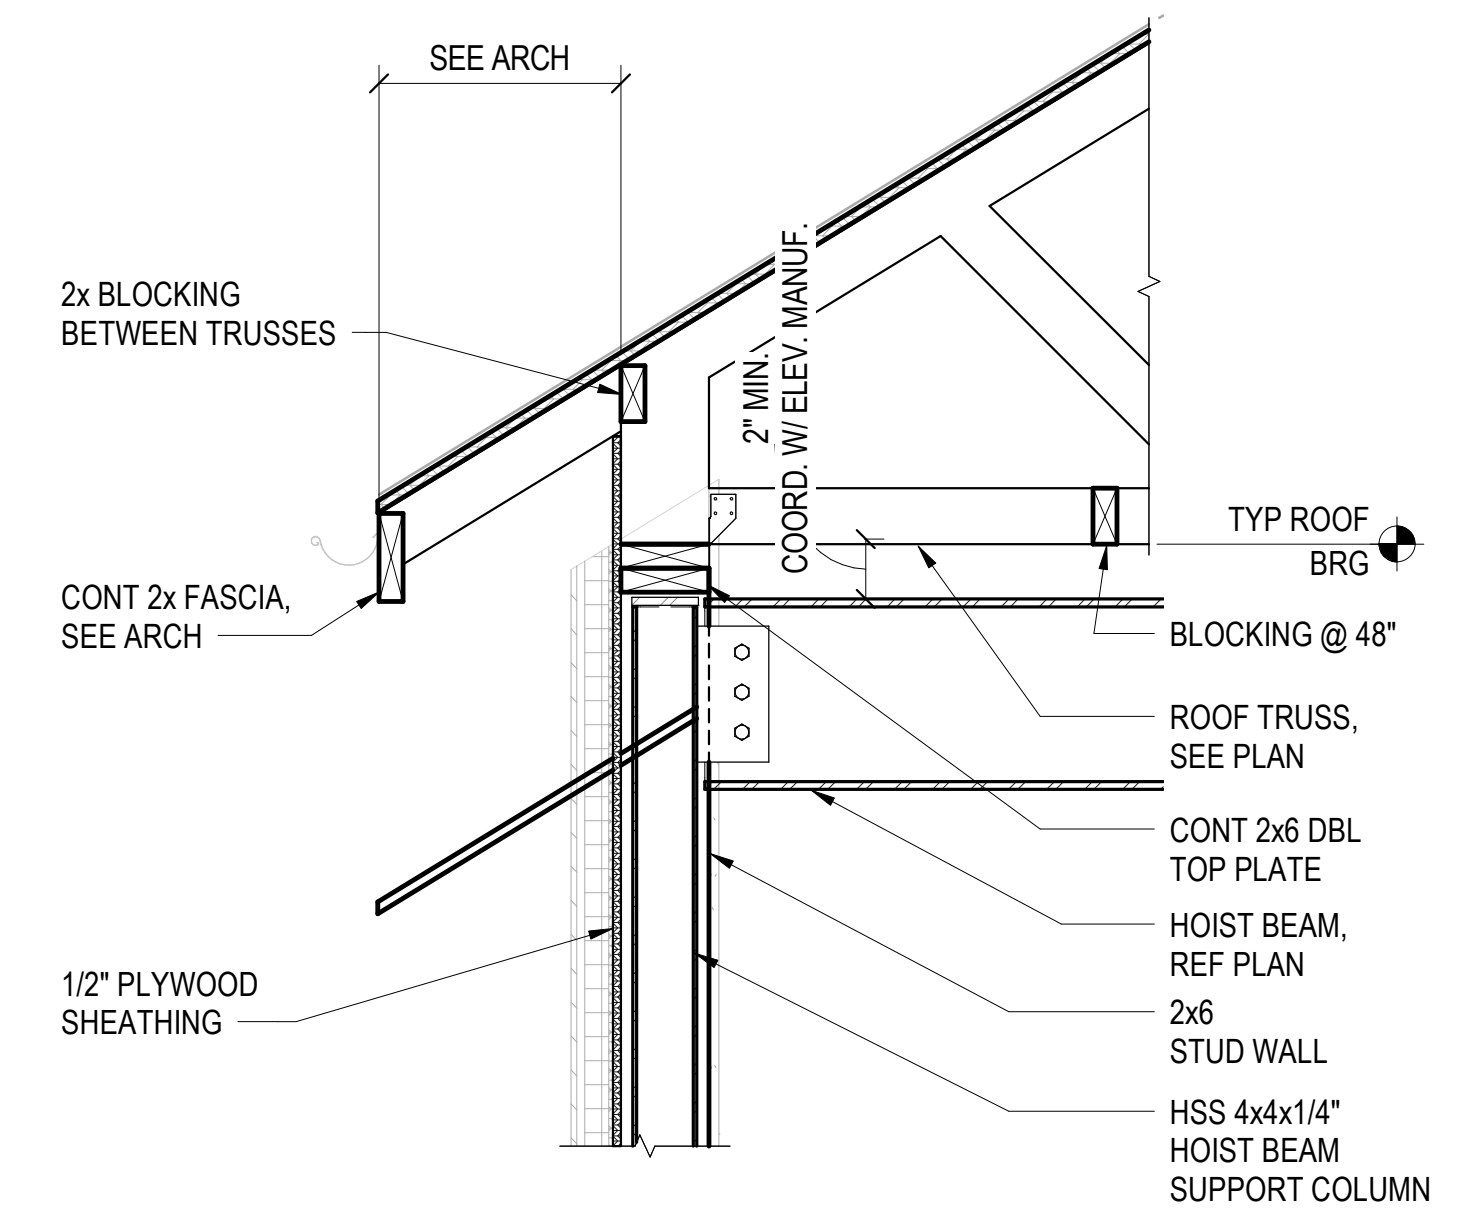 SEE ARCH
2x BLOCKING
BETWEEN TRUSSES
2" MIN.
COORD. W/ ELEV. MANUF.
TYP ROOF
BRG
CONT 2x FASCIA,
SEE ARCH
BLOCKING @ 48"
ROOF TRUSS,
SEE PLAN
CONT 2x6 DBL
TOP PLATE
HOIST BEAM,
REF PLAN
1/2" PLYWOOD
SHEATHING
2x6
STUD WALL
HSS 4x4x1/4"
HOIST BEAM
SUPPORT COLUMN